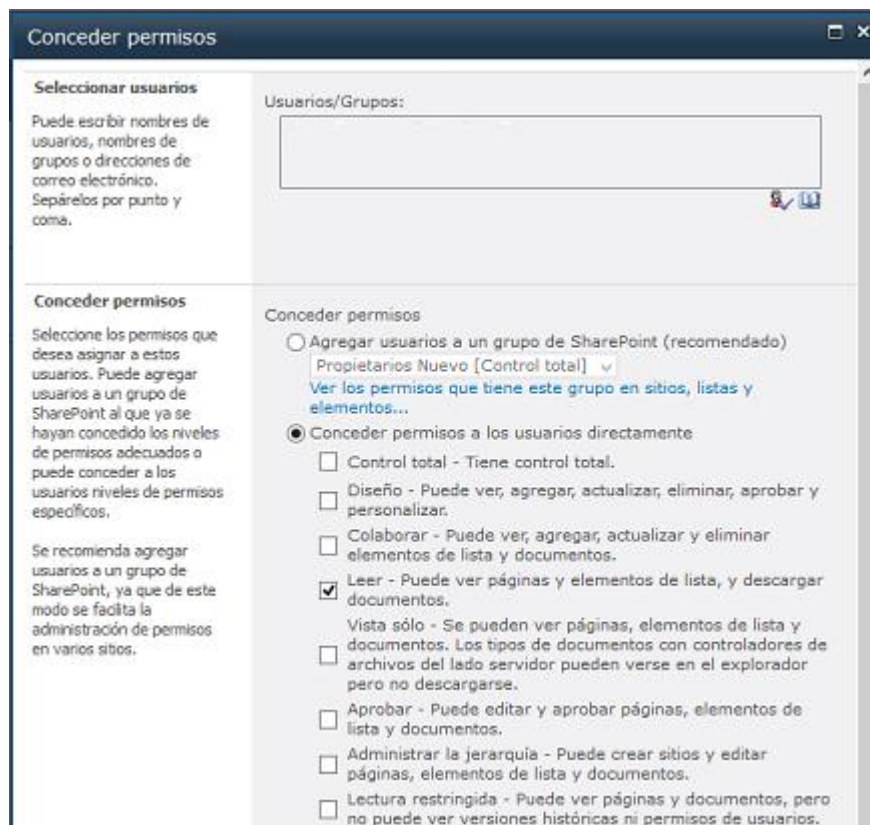 Conceder permisos
Seleccionar usuarios
Puede escribir nombres de
usuarios, nombres de
grupos o direcciones de
correo electrónico.
Sepárelos por punto y
coma.
Usuarios/Grupos:
Conceder permisos
Seleccione los permisos que
desea asignar a estos
usuarios. Puede agregar
usuarios a un grupo de
SharePoint al que ya se
hayan concedido los niveles
de permisos adecuados o
puede conceder a los
usuarios niveles de permisos
específicos.
Se recomienda agregar
usuarios a un grupo de
SharePoint, ya que de este
modo se facilita la
administración de permisos
en varios sitios.
Conceder permisos
Agregar usuarios a un grupo de SharePoint (recomendado)
Propietarios Nuevo [Control total]
Ver los permisos que tiene este grupo en sitios, listas y
elementos...
Conceder permisos a los usuarios directamente
Control total - Tiene control total.
Diseño - Puede ver, agregar, actualizar, eliminar, aprobar y
personalizar.
Colaborar - Puede ver, agregar, actualizar y eliminar
elementos de lista y documentos.
Leer - Puede ver páginas y elementos de lista, y descargar
documentos.
Vista sólo - Se pueden ver páginas, elementos de lista y
documentos. Los tipos de documentos con controladores de
archivos del lado servidor pueden verse en el explorador
pero no descargarse.
Aprobar - Puede editar y aprobar páginas, elementos de
lista y documentos.
Administrar la jerarquía - Puede crear sitios y editar
páginas, elementos de lista y documentos.
Lectura restringida - Puede ver páginas y documentos, pero
no puede ver versiones históricas ni permisos de usuarios.